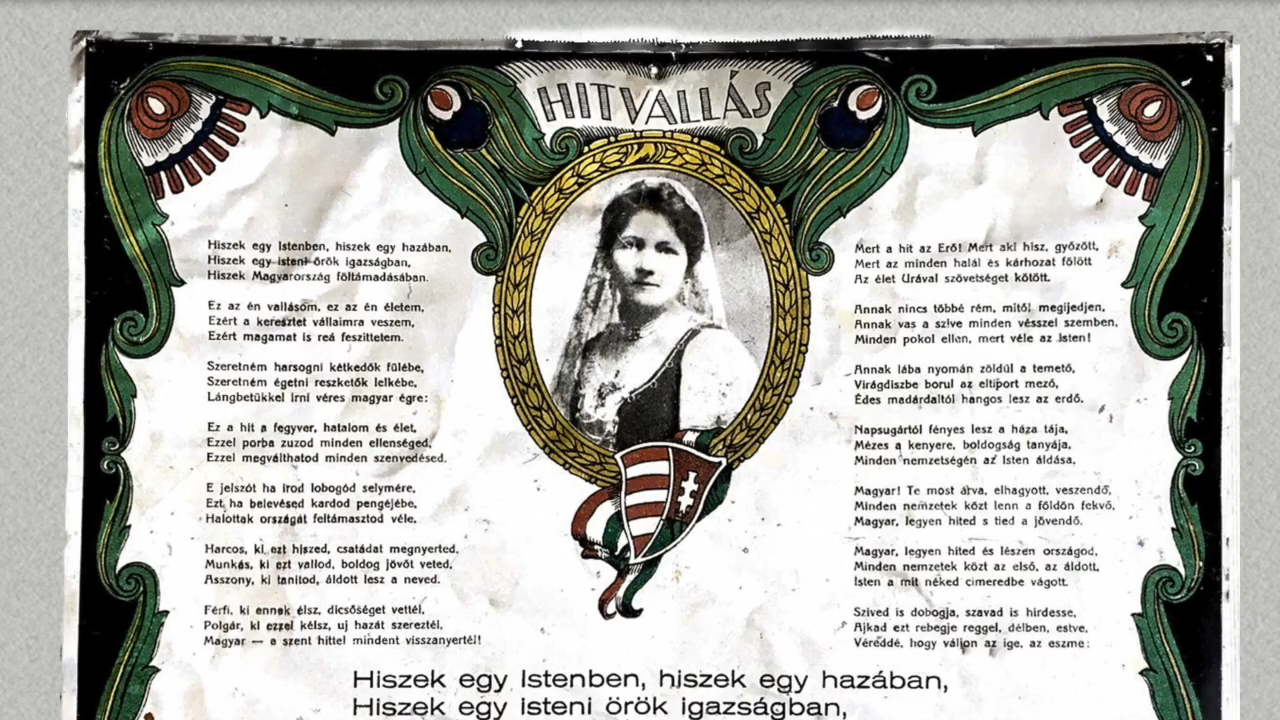 HITVALLÁS
Hiszek egy Istenben, hiszek egy hazában,
Hiszek egy isteni örök igazságban,
Hiszek Magyarország föltámadásában.
Ez az én vallásom, ez az én életem,
Ezért a keresztet vállaimra veszem,
Ezért magamat is reá feszittetem.
Szeretném harsogni kétkedők fülébe,
Szeretném égetni reszketők lelkébe,
Lángbetükkel irni véres magyar égre:
Ez a hit a fegyver, hatalom és élet,
Ezzel porba zuzod minden ellenséged,
Ezzel megválthatod minden szenvedésed.
E jelszót ha irod lobogód selymére,
Ezt ha belevésed kardod pengéjébe,
Halottak országát feltámasztod véle.
Harcos, ki ezt hiszed, csatádat megnyerted,
Munkás, ki ezt vallod, boldog jövőt veted,
Asszony, ki tanitod, áldott lesz a neved.
Férfi, ki ennek élsz, dicsőséget vettél,
Polgár, ki ezzel kélsz, uj hazát szereztél,
Magyar — e szent hittel mindent visszanyertél!
Mert a hit az Erő! Mert aki hisz, győzött,
Mert az minden halál és kárhozat fölött
Az élet Urával szövetséget kötött.
Annak nincs többé rém, mitől megijedjen,
Annak vas a szive minden vésszel szemben,
Minden pokol ellen, mert véle az Isten!
Annak lába nyomán zöldül a temető,
Virágdiszbe borul az eltiport mező,
Édes madárdaltól hangos lesz az erdő.
Napsugártól fényes lesz a háza tája,
Mézes a kenyere, boldogság tanyája,
Minden nemzetségén az Isten áldása.
Magyar! Te most árva, elhagyott, veszendő,
Minden nemzetek közt lenn a földön fekvő,
Magyar, legyen hited s tied a jövendő.
Magyar, legyen hited és lészen országod,
Minden nemzetek közt az első, az áldott,
Isten a mit néked cimeredbe vágott.
Szived is dobogja, szavad is hirdesse,
Ajkad ezt rebegje reggel, délben, estve,
Véreddé, hogy váljon az ige, az eszme:
Hiszek egy Istenben, hiszek egy hazában,
Hiszek egy isteni örök igazságban,